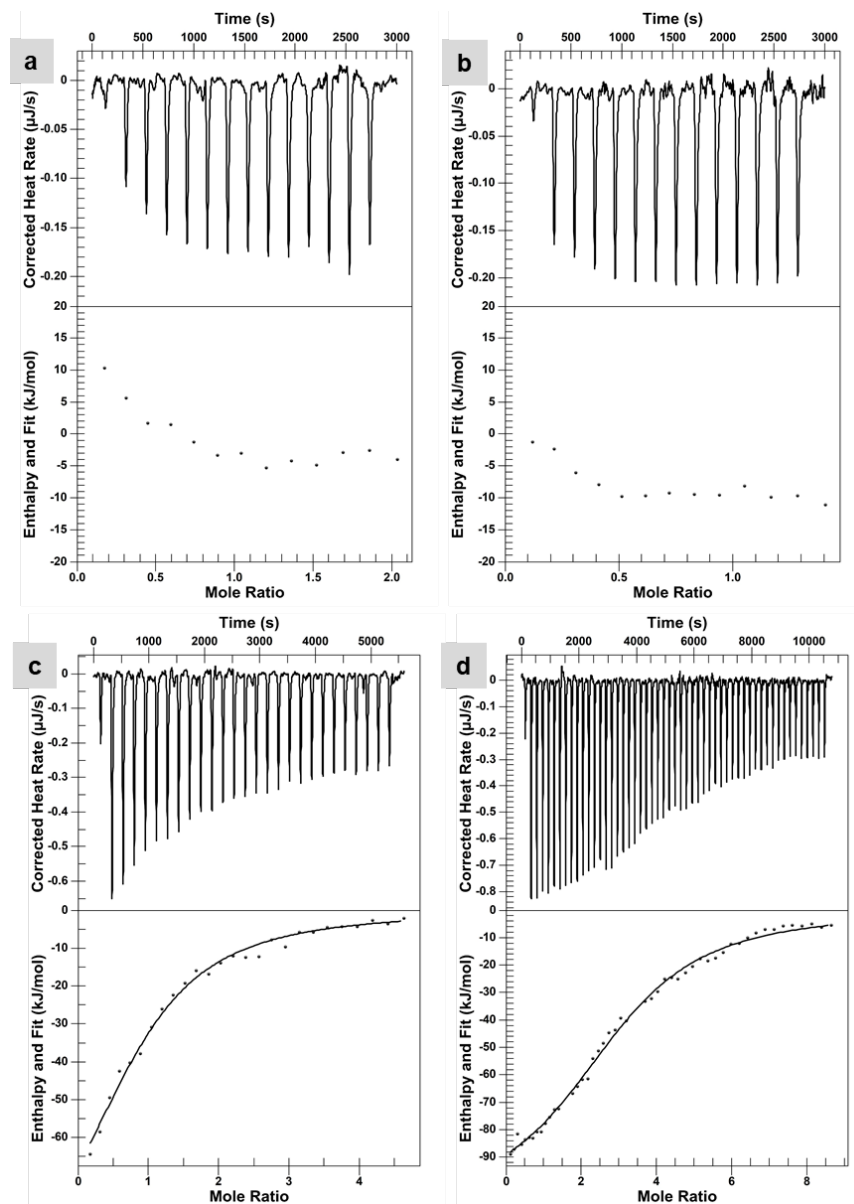 a
Time (s)
0 500 1000 1500 2000 2500 3000
Corrected Heat Rate (µJ/s)
0
-0.05
-0.10
-0.15
-0.20
Enthalpy and Fit (kJ/mol)
20
15
10
5
0
-5
-10
-15
-20
0.0 0.5 1.0 1.5 2.0
Mole Ratio
b
Time (s)
0 500 1000 1500 2000 2500 3000
Corrected Heat Rate (µJ/s)
0
-0.05
-0.10
-0.15
-0.20
Enthalpy and Fit (kJ/mol)
20
15
10
5
0
-5
-10
-15
-20
0.0 0.5 1.0
Mole Ratio
c
Time (s)
0 1000 2000 3000 4000 5000
Corrected Heat Rate (µJ/s)
0
-0.1
-0.2
-0.3
-0.4
-0.5
-0.6
Enthalpy and Fit (kJ/mol)
0
-10
-20
-30
-40
-50
-60
0 1 2 3 4
Mole Ratio
d
Time (s)
0 2000 4000 6000 8000 10000
Corrected Heat Rate (µJ/s)
0
-0.1
-0.2
-0.3
-0.4
-0.5
-0.6
-0.7
-0.8
Enthalpy and Fit (kJ/mol)
0
-10
-20
-30
-40
-50
-60
-70
-80
-90
0 2 4 6 8
Mole Ratio